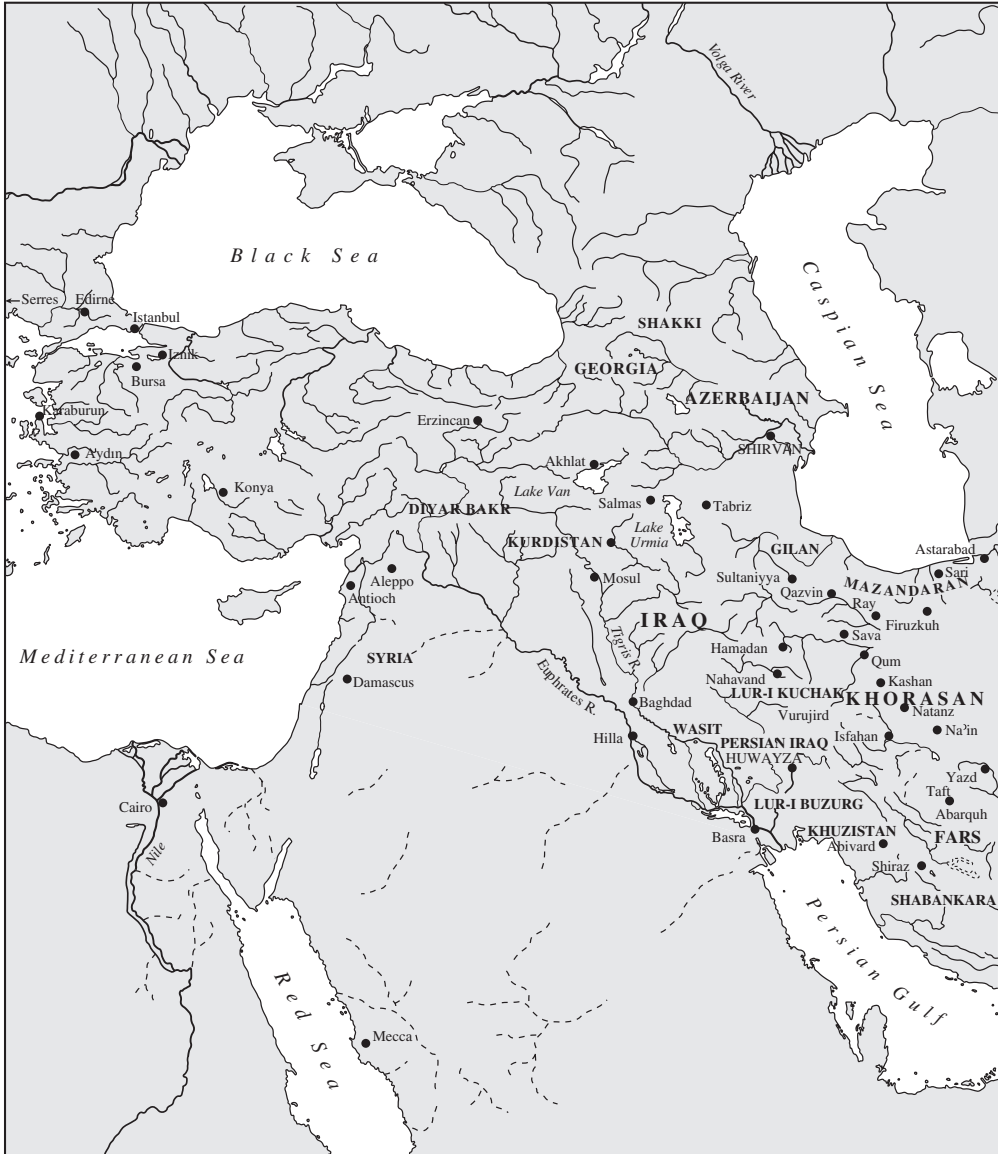 Volga River
Black Sea
Caspian Sea
Serres
Edirne
Istanbul
SHAKKI
Iznik
GEORGIA
Bursa
AZERBAIJAN
Karaburun
Erzincan
SHIRVAN
Aydın
Akhlat
Konya
Lake Van
Salmas
Tabriz
DIYAR BAKR
Lake
Urmia
KURDISTAN
GILAN
Astarabad
Aleppo
Mosul
Sultaniyya
Sari
MAZANDARAN
Antioch
Qazvin
Ray
Firuzkuh
IRAQ
Tigris R.
Sava
Hamadan
Mediterranean Sea
SYRIA
Qum
Damascus
Euphrates R.
Nahavand
Kashan
LUR-I KUCHAK
KHORASAN
Baghdad
Vurujird
Natanz
WASIT
Hilla
Isfahan
Naʾin
PERSIAN IRAQ
HUWAYZA
Yazd
Taft
Cairo
LUR-I BUZURG
Abarquh
Basra
KHUZISTAN
FARS
Abivard
Nile
Shiraz
SHABANKARA
Persian Gulf
Red Sea
Mecca